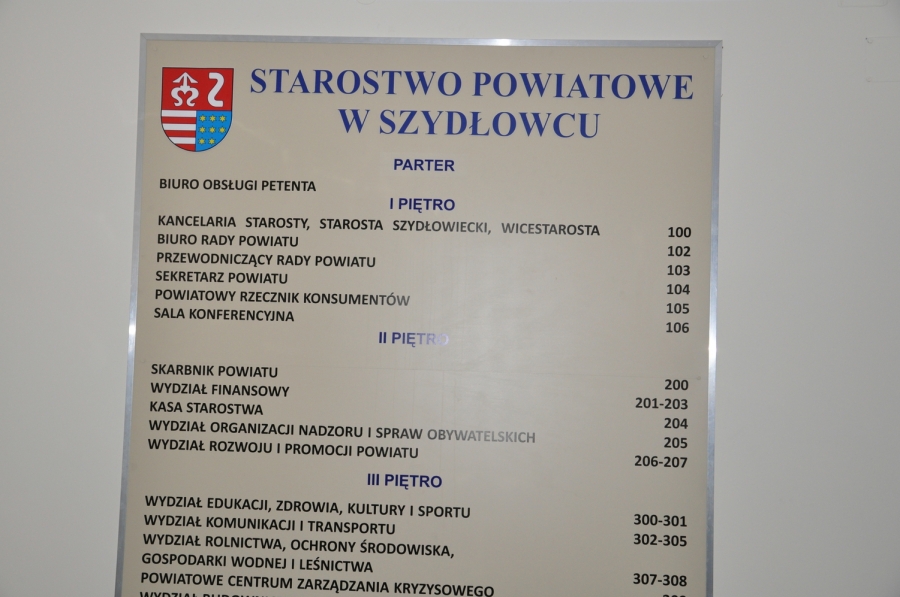 STAROSTWO POWIATOWE
W SZYDŁOWCU
PARTER
BIURO OBSŁUGI PETENTA
I PIĘTRO
KANCELARIA STAROSTY, STAROSTA SZYDŁOWIECKI, WICESTAROSTA 100
BIURO RADY POWIATU 102
PRZEWODNICZĄCY RADY POWIATU 103
SEKRETARZ POWIATU 104
POWIATOWY RZECZNIK KONSUMENTÓW 105
SALA KONFERENCYJNA 106
II PIĘTRO
SKARBNIK POWIATU 200
WYDZIAŁ FINANSOWY 201-203
KASA STAROSTWA 204
WYDZIAŁ ORGANIZACJI NADZORU I SPRAW OBYWATELSKICH 205
WYDZIAŁ ROZWOJU I PROMOCJI POWIATU 206-207
III PIĘTRO
WYDZIAŁ EDUKACJI, ZDROWIA, KULTURY I SPORTU 300-301
WYDZIAŁ KOMUNIKACJI I TRANSPORTU 302-305
WYDZIAŁ ROLNICTWA, OCHRONY ŚRODOWISKA,
GOSPODARKI WODNEJ I LEŚNICTWA 307-308
POWIATOWE CENTRUM ZARZĄDZANIA KRYZYSOWEGO
WYDZIAŁ